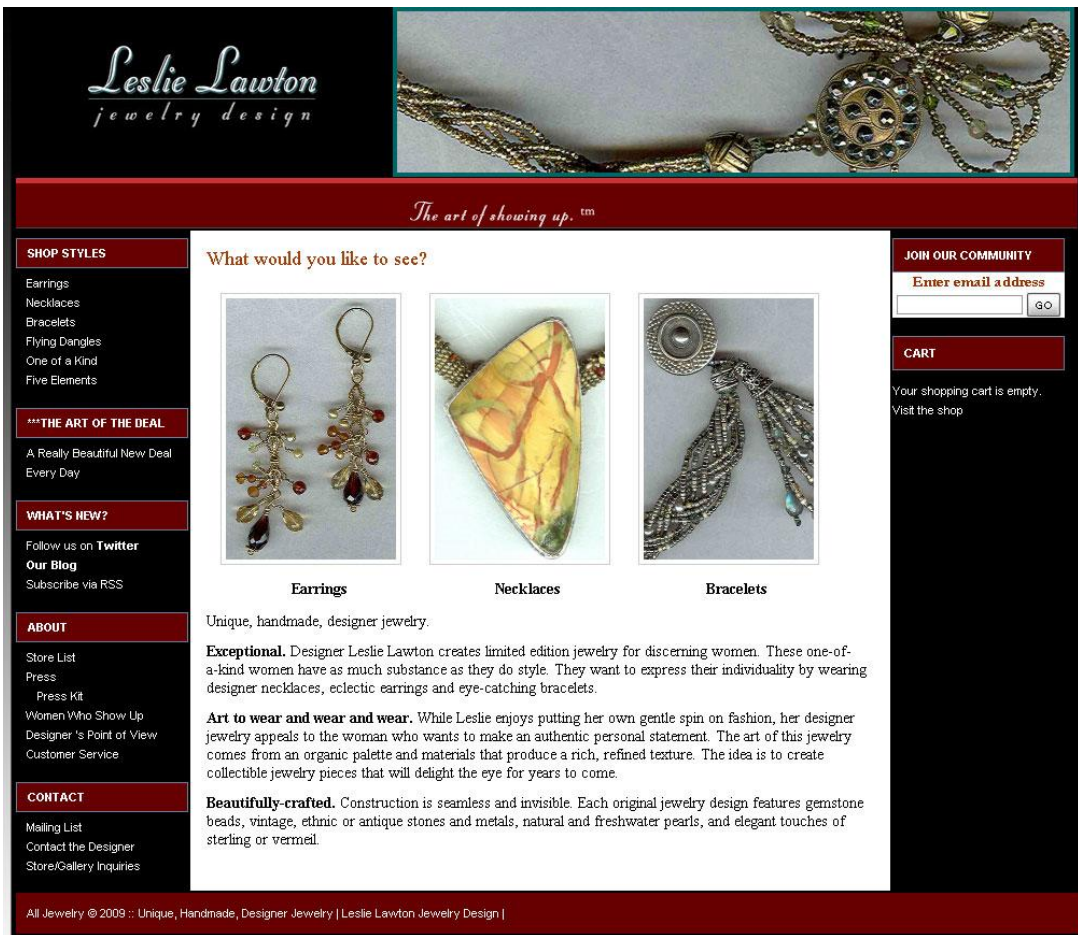 Leslie Lawton
jewelry design
The art of showing up. ™
SHOP STYLES
Earrings
Necklaces
Bracelets
Flying Dangles
One of a Kind
Five Elements
***THE ART OF THE DEAL
A Really Beautiful New Deal
Every Day
WHAT'S NEW?
Follow us on Twitter
Our Blog
Subscribe via RSS
ABOUT
Store List
Press
Press Kit
Women Who Show Up
Designer 's Point of View
Customer Service
CONTACT
Mailing List
Contact the Designer
Store/Gallery Inquiries
What would you like to see?
Earrings Necklaces Bracelets
Unique, handmade, designer jewelry.
Exceptional. Designer Leslie Lawton creates limited edition jewelry for discerning women. These one-of-
a-kind women have as much substance as they do style. They want to express their individuality by wearing
designer necklaces, eclectic earrings and eye-catching bracelets.
Art to wear and wear and wear. While Leslie enjoys putting her own gentle spin on fashion, her designer
jewelry appeals to the woman who wants to make an authentic personal statement. The art of this jewelry
comes from an organic palette and materials that produce a rich, refined texture. The idea is to create
collectible jewelry pieces that will delight the eye for years to come.
Beautifully-crafted. Construction is seamless and invisible. Each original jewelry design features gemstone
beads, vintage, ethnic or antique stones and metals, natural and freshwater pearls, and elegant touches of
sterling or vermeil.
JOIN OUR COMMUNITY
Enter email address
GO
CART
Your shopping cart is empty.
Visit the shop
All Jewelry © 2009 :: Unique, Handmade, Designer Jewelry | Leslie Lawton Jewelry Design |